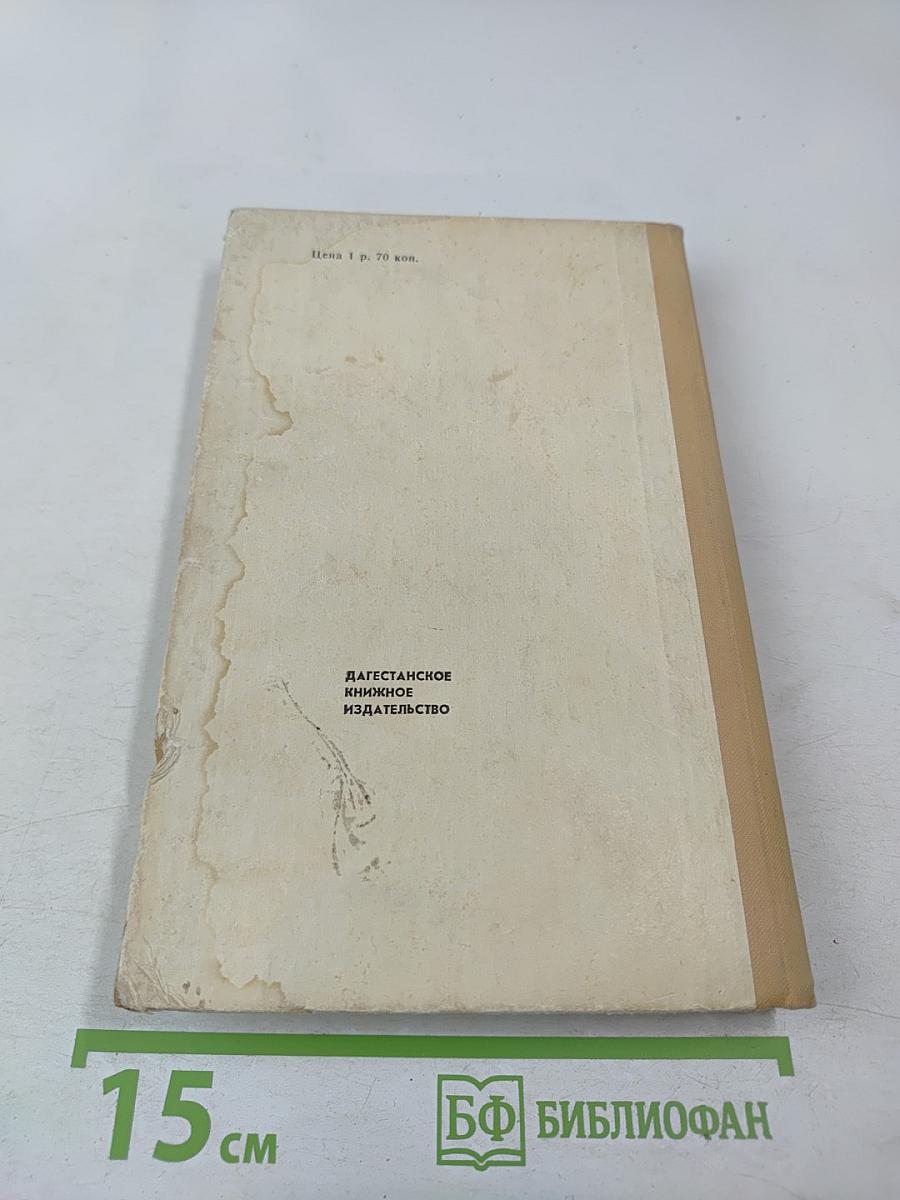 Цена 1 р. 70 коп.
ДАГЕСТАНСКОЕ
КНИЖНОЕ
ИЗДАТЕЛЬСТВО
15 см
БФ БИБЛИОФАН